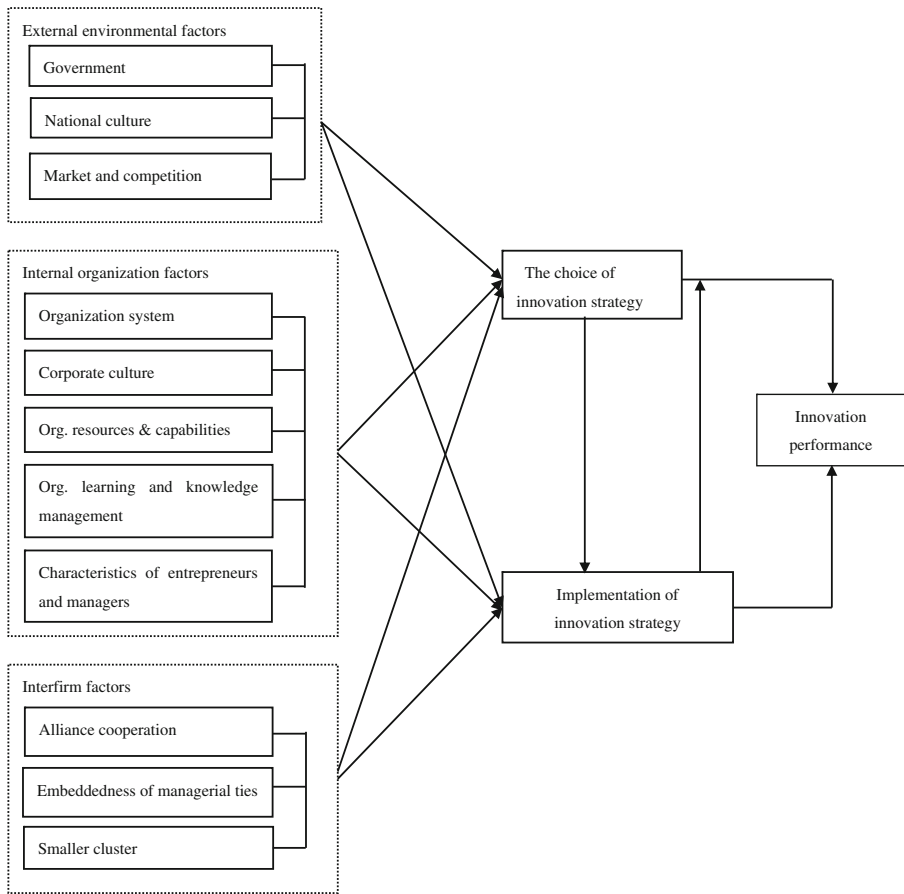 External environmental factors
Government
National culture
Market and competition
Internal organization factors
Organization system
Corporate culture
Org. resources & capabilities
Org. learning and knowledge
management
Characteristics of entrepreneurs
and managers
Interfirm factors
Alliance cooperation
Embeddedness of managerial ties
Smaller cluster
The choice of
innovation strategy
Implementation of
innovation strategy
Innovation
performance